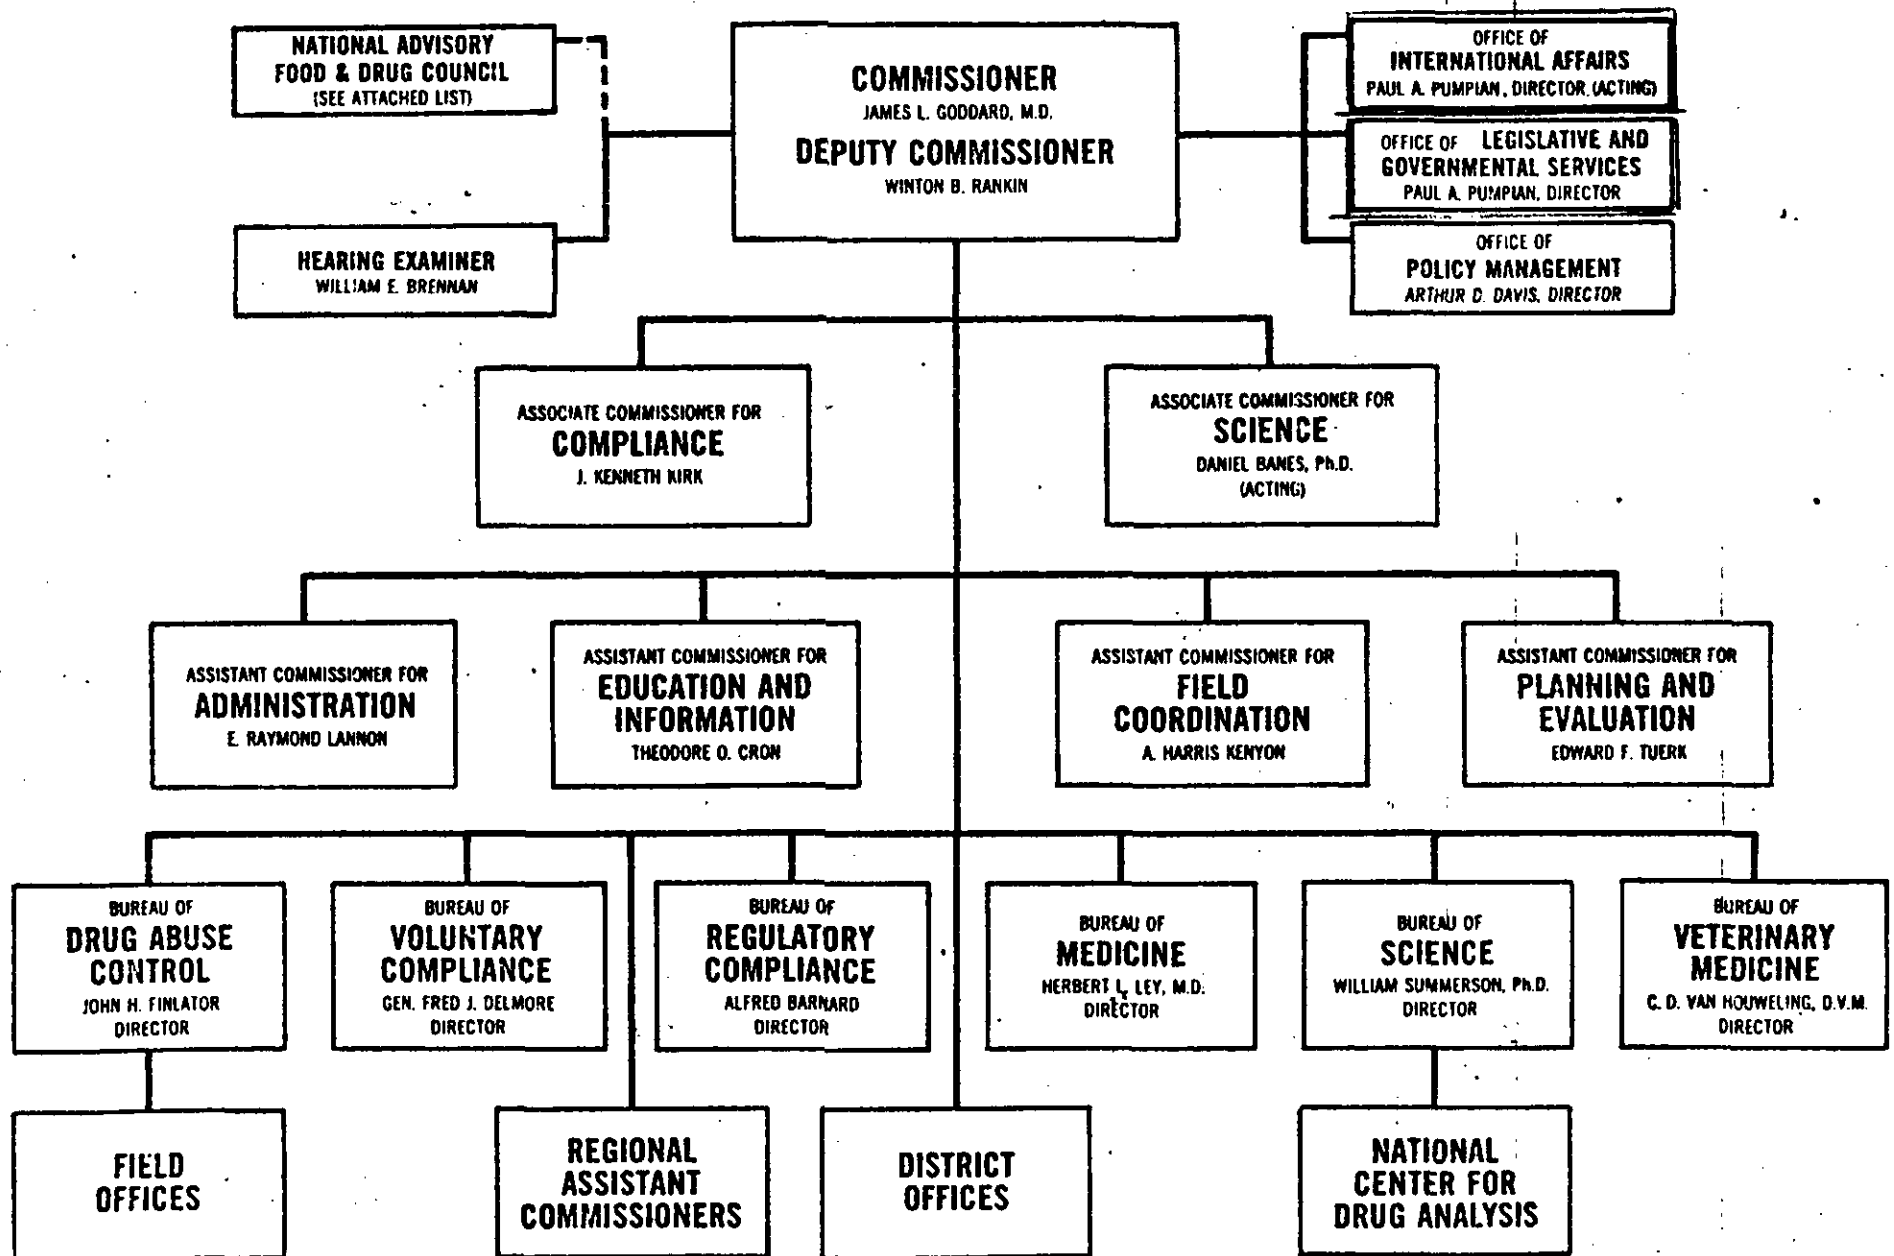 NATIONAL ADVISORY
FOOD & DRUG COUNCIL
(SEE ATTACHED LIST)
COMMISSIONER
JAMES L. GODDARD, M.D.
DEPUTY COMMISSIONER
WINTON B. RANKIN
OFFICE OF
INTERNATIONAL AFFAIRS
PAUL A. PUMPIAN, DIRECTOR, (ACTING)
OFFICE OF LEGISLATIVE AND
GOVERNMENTAL SERVICES
PAUL A. PUMPIAN, DIRECTOR
HEARING EXAMINER
WILLIAM E. BRENNAN
OFFICE OF
POLICY MANAGEMENT
ARTHUR D. DAVIS, DIRECTOR
ASSOCIATE COMMISSIONER FOR
COMPLIANCE
J. KENNETH KIRK
ASSOCIATE COMMISSIONER FOR
SCIENCE
DANIEL BANES, Ph.D.
(ACTING)
ASSISTANT COMMISSIONER FOR
ADMINISTRATION
E. RAYMOND LANNON
ASSISTANT COMMISSIONER FOR
EDUCATION AND
INFORMATION
THEODORE O. CRON
ASSISTANT COMMISSIONER FOR
FIELD
COORDINATION
A. HARRIS KENYON
ASSISTANT COMMISSIONER FOR
PLANNING AND
EVALUATION
EDWARD F. TUERK
BUREAU OF
DRUG ABUSE
CONTROL
JOHN H. FINLATOR
DIRECTOR
BUREAU OF
VOLUNTARY
COMPLIANCE
GEN. FRED J. DELMORE
DIRECTOR
BUREAU OF
REGULATORY
COMPLIANCE
ALFRED BARNARD
DIRECTOR
BUREAU OF
MEDICINE
HERBERT L. LEY, M.D.
DIRECTOR
BUREAU OF
SCIENCE
WILLIAM SUMMERSON, Ph.D.
DIRECTOR
BUREAU OF
VETERINARY
MEDICINE
C. D. VAN HOUWELING, D.V.M.
DIRECTOR
FIELD
OFFICES
REGIONAL
ASSISTANT
COMMISSIONERS
DISTRICT
OFFICES
NATIONAL
CENTER FOR
DRUG ANALYSIS